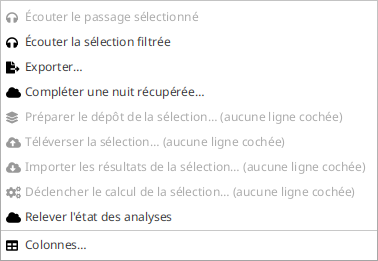 Écouter le passage sélectionné
Écouter la sélection filtrée
Exporter...
Compléter une nuit récupérée...
Préparer le dépôt de la sélection... (aucune ligne cochée)
Téléverser la sélection... (aucune ligne cochée)
Importer les résultats de la sélection... (aucune ligne cochée)
Déclencher le calcul de la sélection... (aucune ligne cochée)
Relever l'état des analyses
Colonnes...